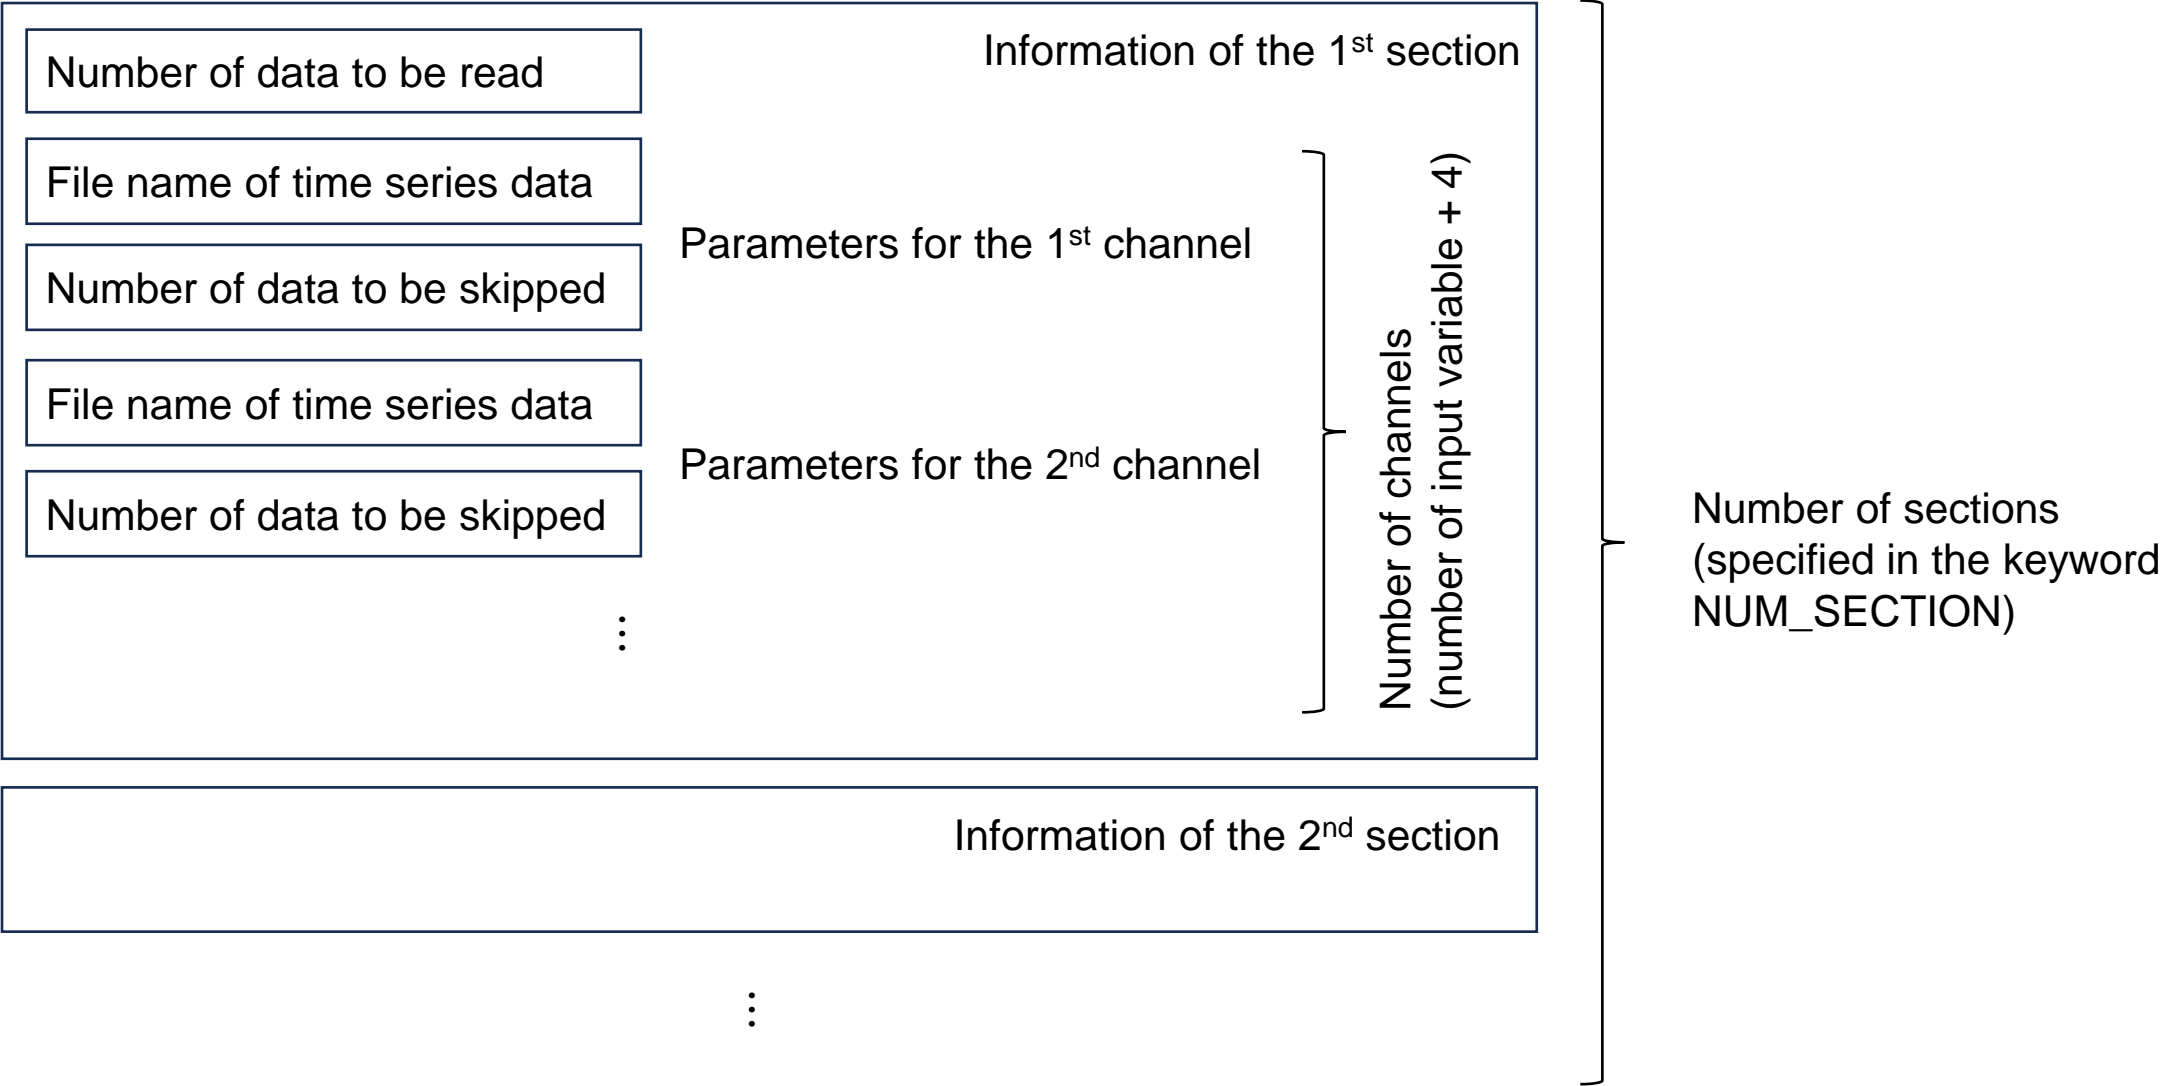 Information of the 1st section
Number of data to be read
File name of time series data
Parameters for the 1st channel
Number of data to be skipped
File name of time series data
Parameters for the 2nd channel
Number of data to be skipped
⋮
Number of channels
(number of input variable + 4)
Information of the 2nd section
⋮
Number of sections
(specified in the keyword
NUM_SECTION)